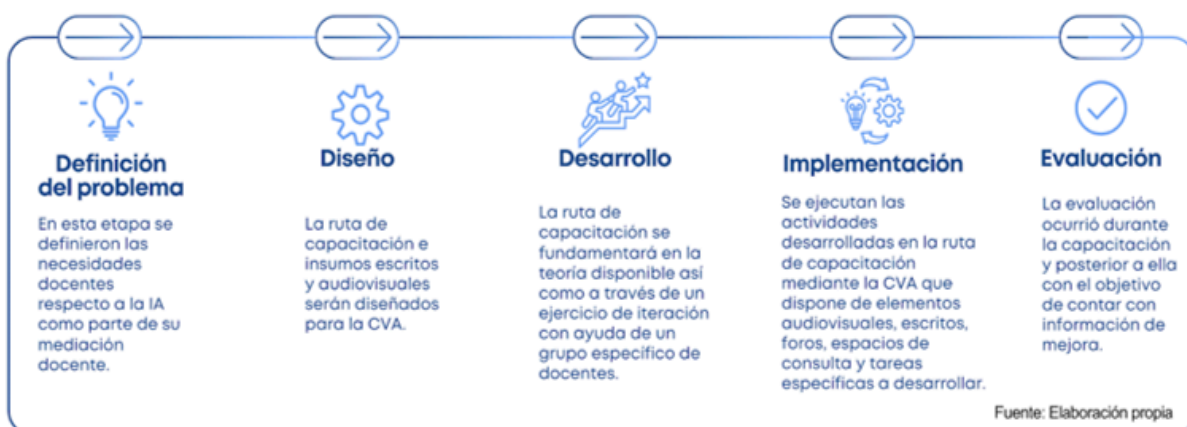 Definición
del problema
En esta etapa se
definieron las
necesidades
docentes
respecto a la IA
como parte de su
mediación
docente.
Diseño
La ruta de
capacitación e
insumos escritos
y audiovisuales
serán diseñados
para la CVA.
Desarrollo
La ruta de
capacitación se
fundamentará en la
teoría disponible así
como a través de un
ejercicio de iteración
con ayuda de un
grupo específico de
docentes.
Implementación
Se ejecutan las
actividades
desarrolladas en la ruta
de capacitación
mediante la CVA que
dispone de elementos
audiovisuales, escritos,
foros, espacios de
consulta y tareas
específicas a desarrollar.
Evaluación
La evaluación
ocurrió durante
la capacitación
y posterior a ella
con el objetivo
de contar con
información de
mejora.
Fuente: Elaboración propia